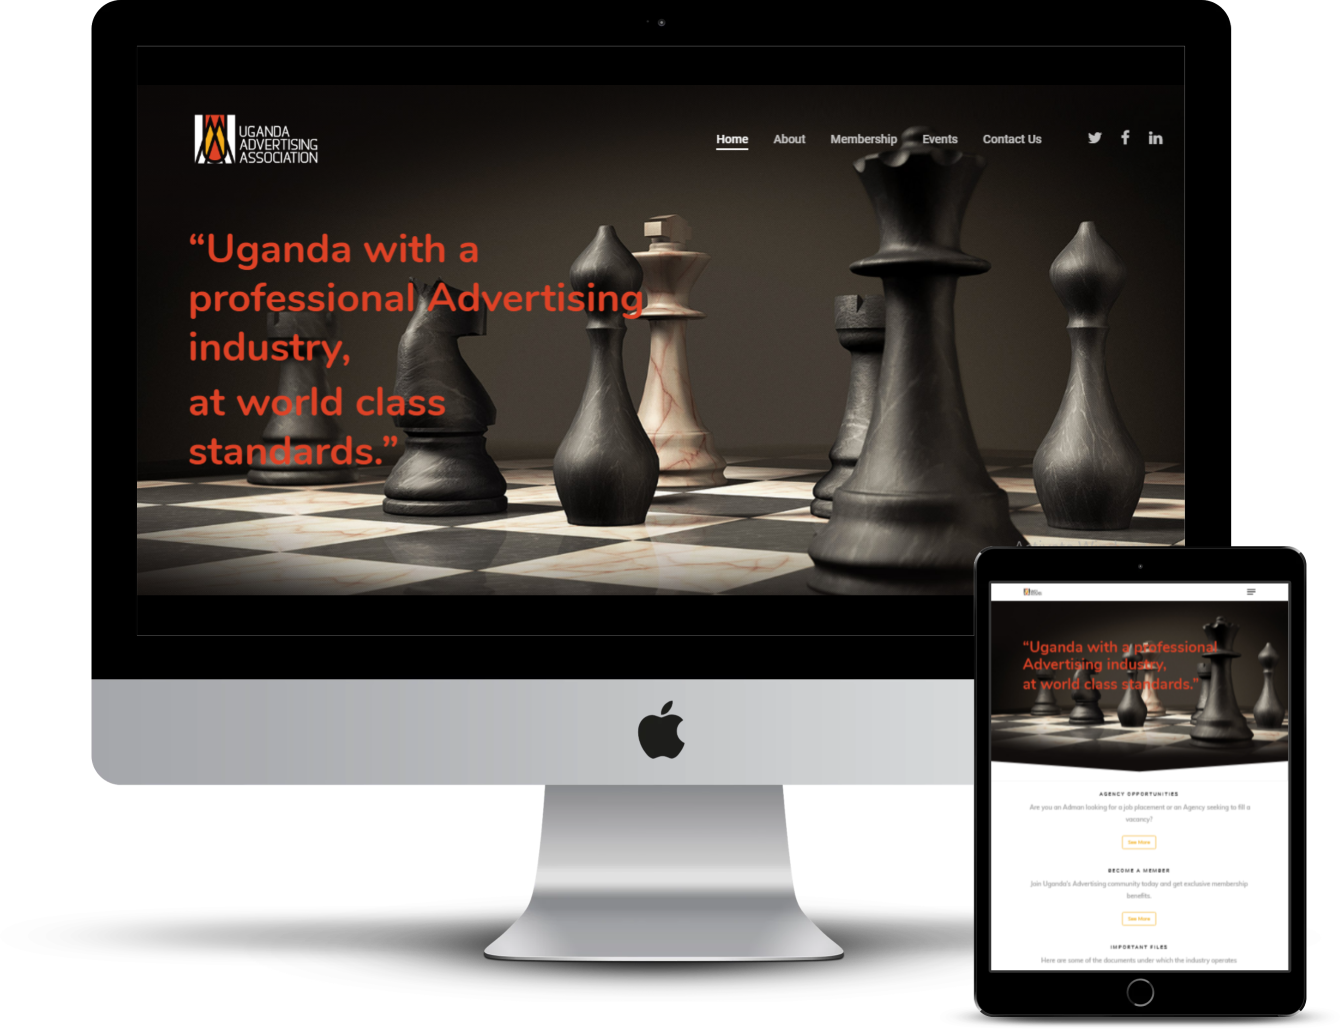 UGANDA
ADVERTISING
ASSOCIATION
Home About Membership Events Contact Us
“Uganda with a
professional Advertising
industry,
at world class
standards.”
“Uganda with a professional
Advertising industry,
at world class standards.”
AGENCY OPPORTUNITIES
Are you an Adman looking for a job placement or an Agency seeking to fill a
vacancy?
See More
BECOME A MEMBER
Join Uganda's Advertising community today and get exclusive membership
benefits.
See More
IMPORTANT FILES
Here are some of the documents under which the industry operates